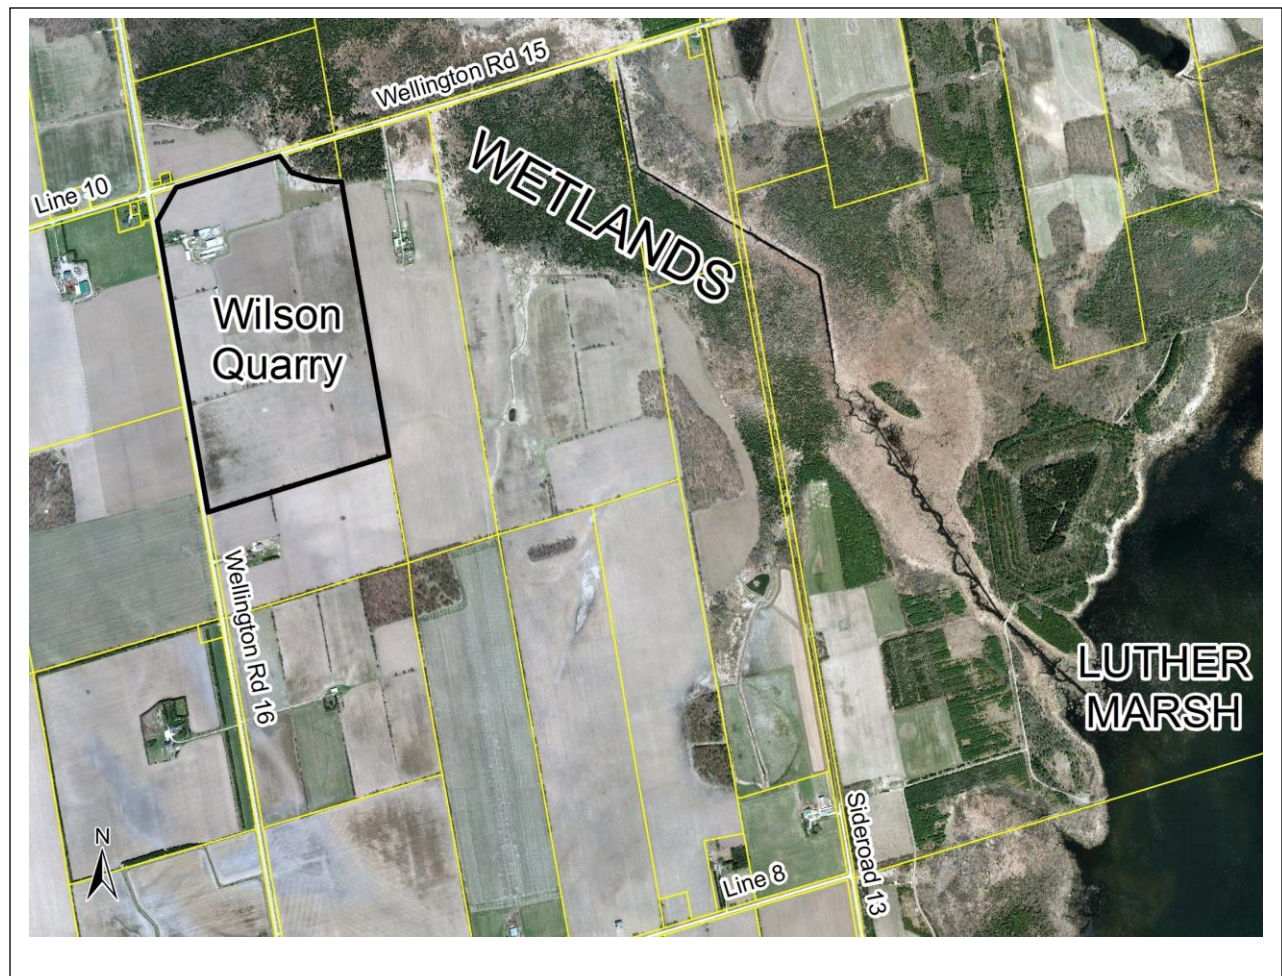 Wellington Rd 15
Line 10
WETLANDS
Wilson
Quarry
Wellington Rd 16
LUTHER
MARSH
Sideroad 13
Line 8
N